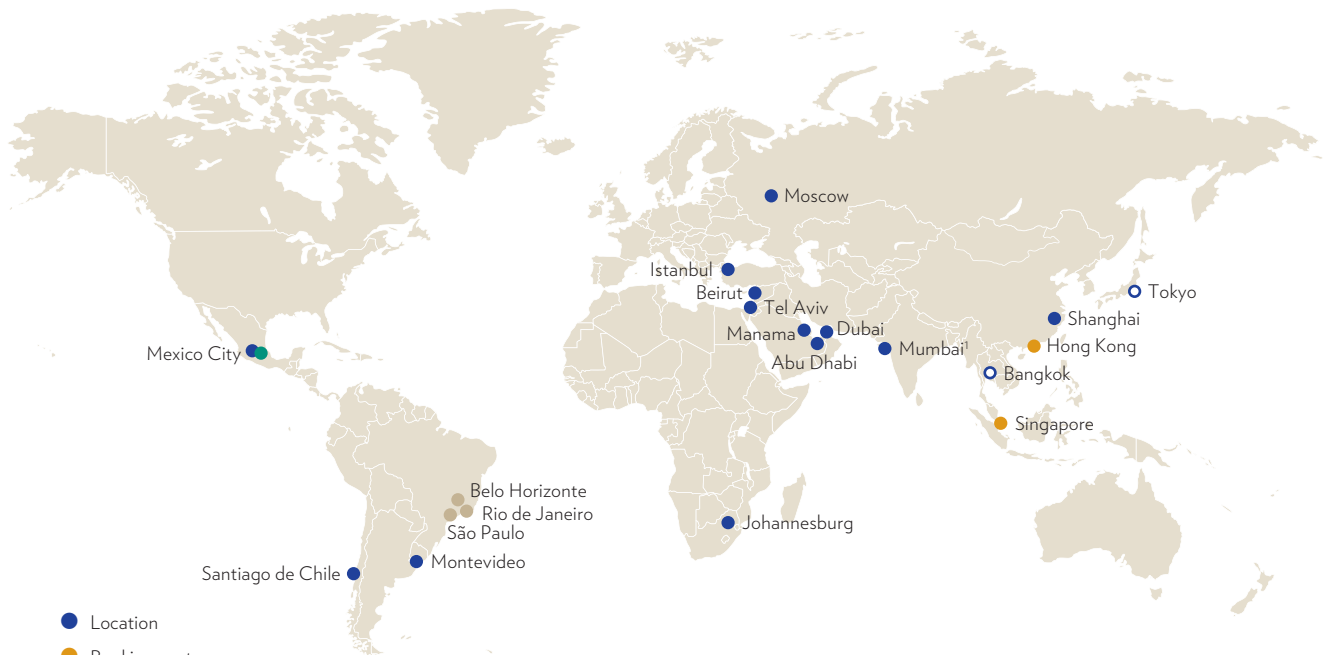 Moscow
Istanbul
Beirut
Tel Aviv
Tokyo
Shanghai
Manama
Dubai
Hong Kong
Mumbai¹
Mexico City
Abu Dhabi
Bangkok
Singapore
Belo Horizonte
Rio de Janeiro
São Paulo
Johannesburg
Montevideo
Santiago de Chile
Location